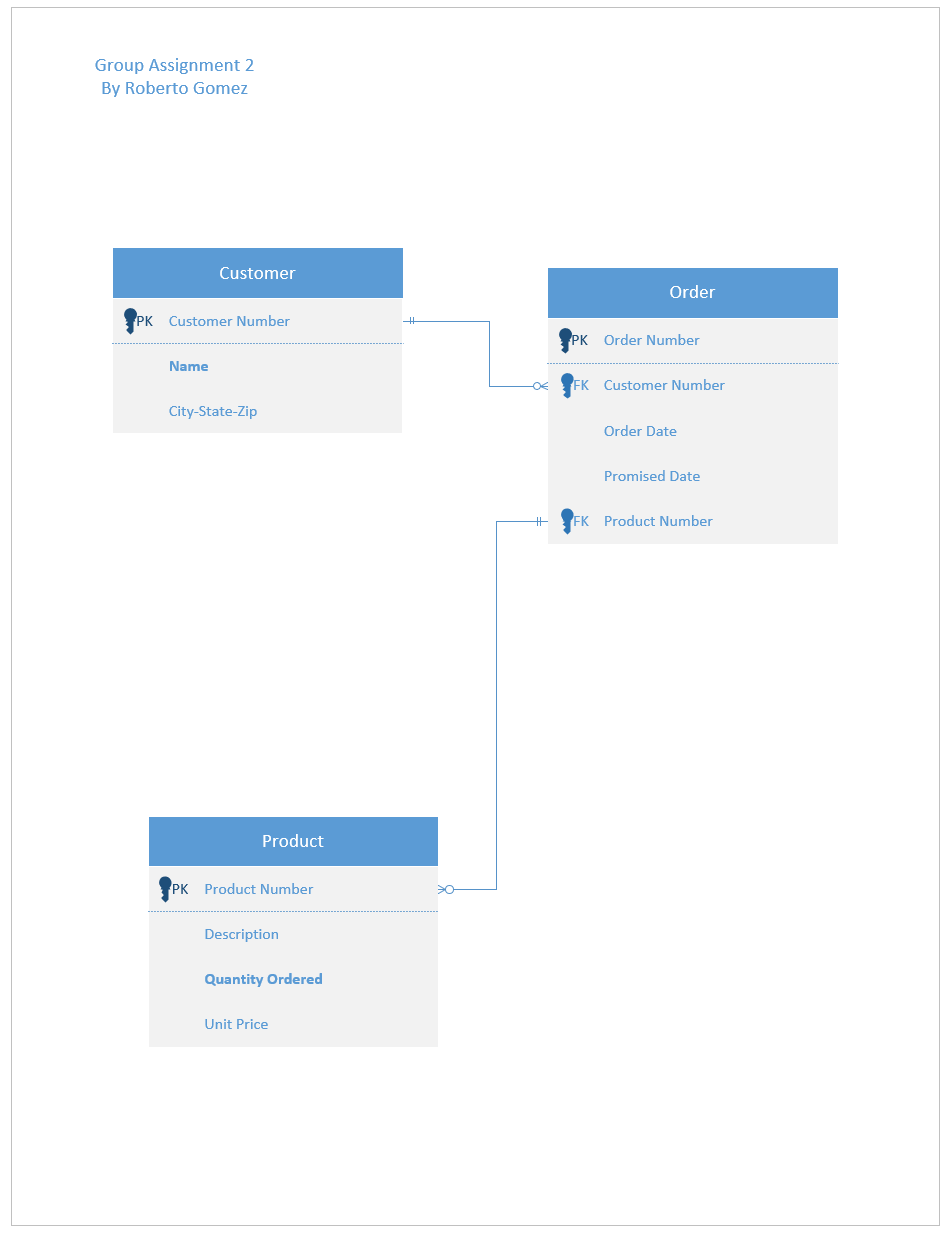 Group Assignment 2
By Roberto Gomez
Customer
PK Customer Number
Name
City-State-Zip
Order
PK Order Number
FK Customer Number
Order Date
Promised Date
FK Product Number
Product
PK Product Number
Description
Quantity Ordered
Unit Price